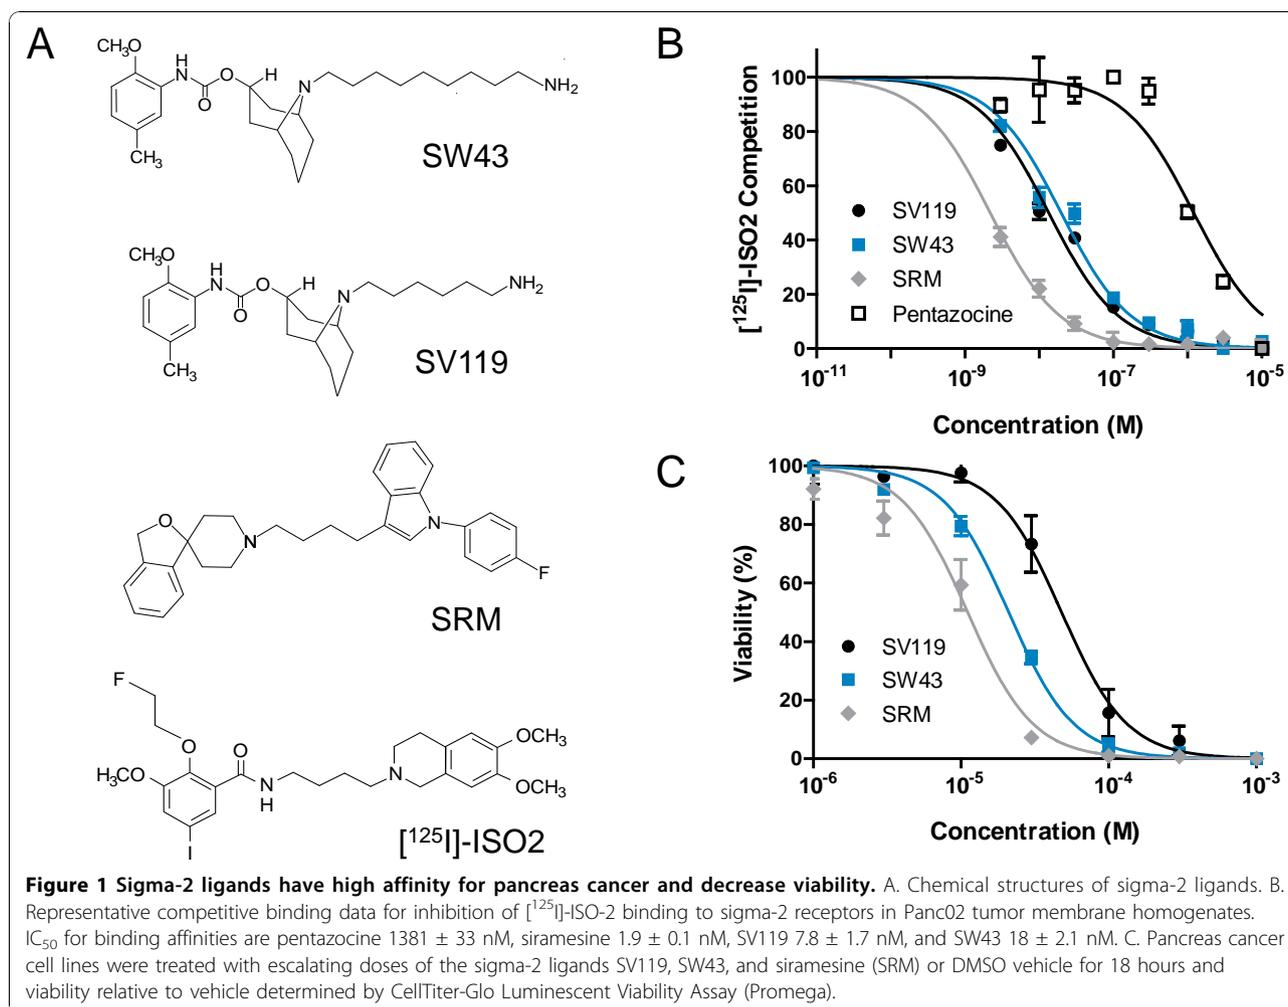 A
CH₃O
H
N
O
O
H
N
NH₂
CH₃
SW43
CH₃O
H
N
O
O
H
N
NH₂
CH₃
SV119
O
N
N
F
SRM
F
O
O
H₃CO
N
H
N
OCH₃
OCH₃
I
[¹²⁵I]-ISO2
B
[¹²⁵I]-ISO2 Competition
100
80
60
40
20
0
SV119
SW43
SRM
Pentazocine
10⁻¹¹ 10⁻⁹ 10⁻⁷ 10⁻⁵
Concentration (M)
C
Viability (%)
100
80
60
40
20
0
SV119
SW43
SRM
10⁻⁶ 10⁻⁵ 10⁻⁴ 10⁻³
Concentration (M)
Figure 1 Sigma-2 ligands have high affinity for pancreas cancer and decrease viability. A. Chemical structures of sigma-2 ligands. B.
Representative competitive binding data for inhibition of [¹²⁵I]-ISO-2 binding to sigma-2 receptors in Panc02 tumor membrane homogenates.
IC₅₀ for binding affinities are pentazocine 1381 ± 33 nM, siramesine 1.9 ± 0.1 nM, SV119 7.8 ± 1.7 nM, and SW43 18 ± 2.1 nM. C. Pancreas cancer
cell lines were treated with escalating doses of the sigma-2 ligands SV119, SW43, and siramesine (SRM) or DMSO vehicle for 18 hours and
viability relative to vehicle determined by CellTiter-Glo Luminescent Viability Assay (Promega).